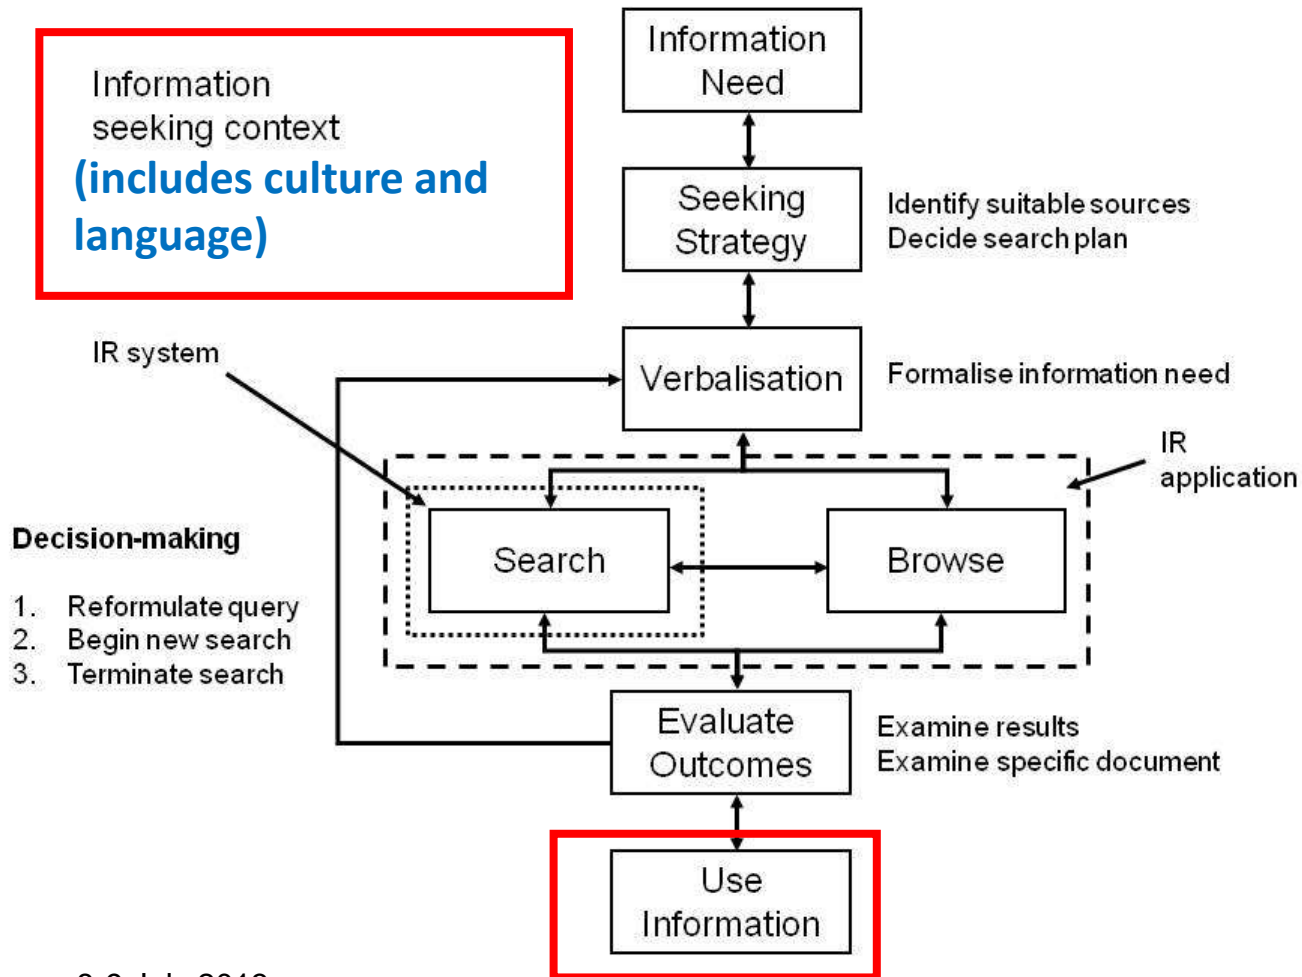 Information
Need
Information
seeking context
(includes culture and
language)
Seeking
Strategy
Identify suitable sources
Decide search plan
IR system
Verbalisation
Formalise information need
IR
application
Decision-making
1. Reformulate query
2. Begin new search
3. Terminate search
Search
Browse
Evaluate
Outcomes
Examine results
Examine specific document
Use
Information